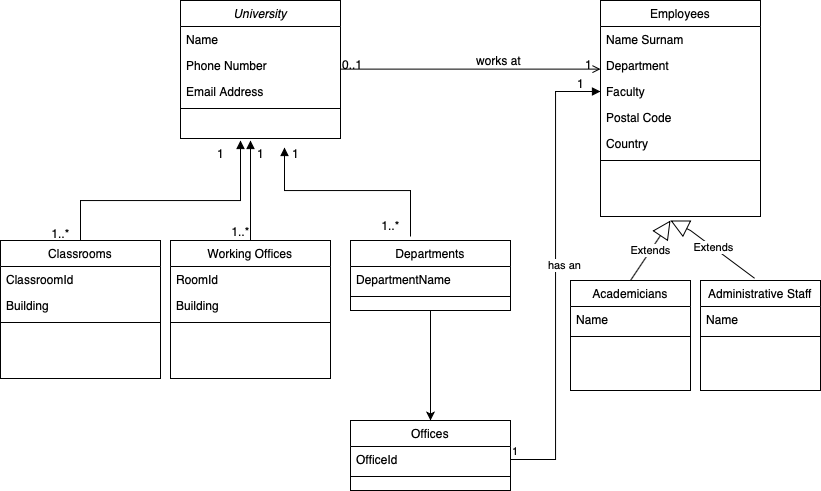 University
Name
Phone Number
Email Address
Employees
Name Surnam
Department
Faculty
Postal Code
Country
0..1
works at
1
1
1
1
1
1..*
1..*
1..*
Classrooms
ClassroomId
Building
Working Offices
RoomId
Building
Departments
DepartmentName
Extends
Extends
has an
Academicians
Name
Administrative Staff
Name
Offices
OfficeId
1